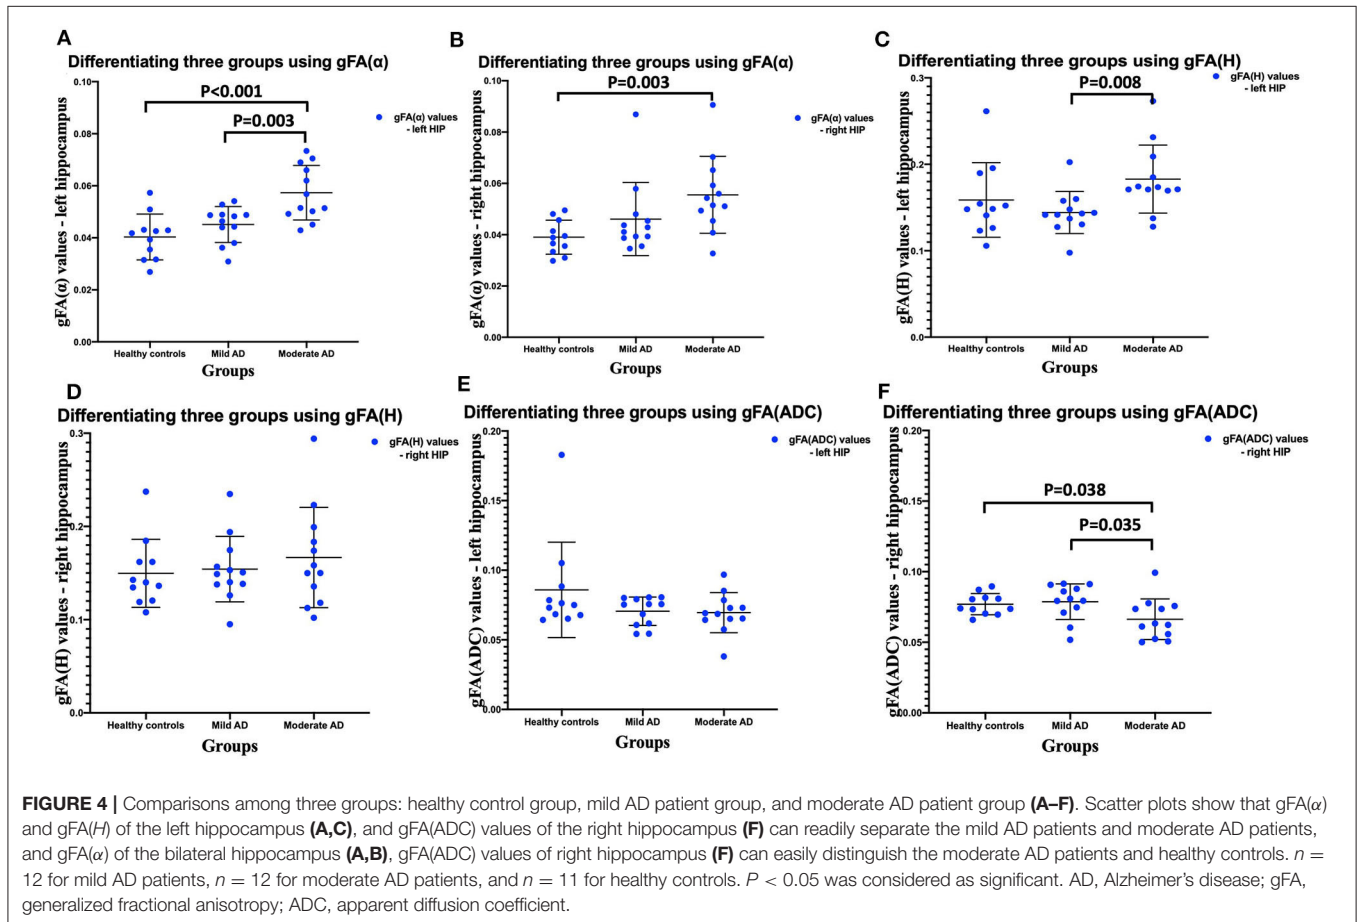 A
Differentiating three groups using gFA(α)
gFA(α) values - left hippocampus
0.10
0.08
0.06
0.04
0.02
0.00
P<0.001
P=0.003
gFA(α) values
- left HIP
Healthy controls Mild AD Moderate AD
Groups
B
Differentiating three groups using gFA(α)
gFA(α) values - right hippocampus
0.10
0.08
0.06
0.04
0.02
0.00
P=0.003
gFA(α) values
- right HIP
Healthy controls Mild AD Moderate AD
Groups
C
Differentiating three groups using gFA(H)
gFA(H) values - left hippocampus
0.3
0.2
0.1
0.0
P=0.008
gFA(H) values
- left HIP
Healthy controls Mild AD Moderate AD
Groups
D
Differentiating three groups using gFA(H)
gFA(H) values - right hippocampus
0.3
0.2
0.1
0.0
gFA(H) values
- right HIP
Healthy controls Mild AD Moderate AD
Groups
E
Differentiating three groups using gFA(ADC)
gFA(ADC) values - left hippocampus
0.20
0.15
0.10
0.05
0.00
gFA(ADC) values
- left HIP
Healthy controls Mild AD Moderate AD
Groups
F
Differentiating three groups using gFA(ADC)
gFA(ADC) values - right hippocampus
0.20
0.15
0.10
0.05
0.00
P=0.038
P=0.035
gFA(ADC) values
- right HIP
Healthy controls Mild AD Moderate AD
Groups
FIGURE 4 | Comparisons among three groups: healthy control group, mild AD patient group, and moderate AD patient group (A–F). Scatter plots show that gFA(α)
and gFA(H) of the left hippocampus (A,C), and gFA(ADC) values of the right hippocampus (F) can readily separate the mild AD patients and moderate AD patients,
and gFA(α) of the bilateral hippocampus (A,B), gFA(ADC) values of right hippocampus (F) can easily distinguish the moderate AD patients and healthy controls. n =
12 for mild AD patients, n = 12 for moderate AD patients, and n = 11 for healthy controls. P < 0.05 was considered as significant. AD, Alzheimer's disease; gFA,
generalized fractional anisotropy; ADC, apparent diffusion coefficient.